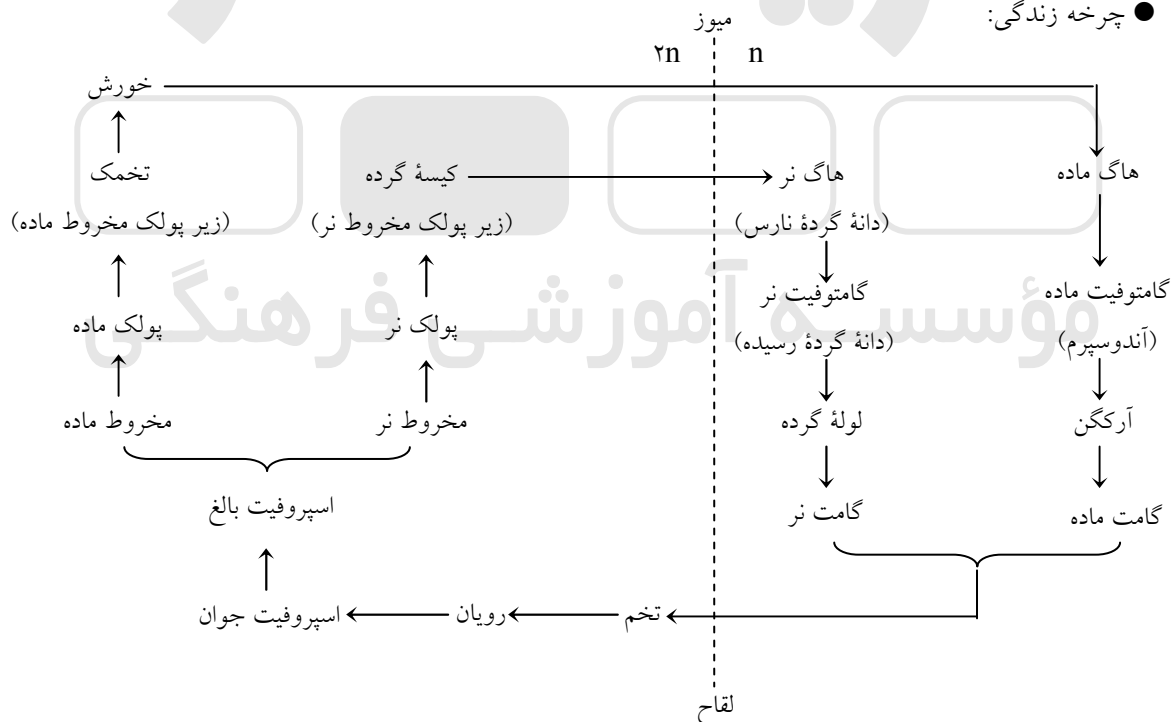 ● چرخه زندگی:
میوز
۲n n
خورش
تخمک
کیسهٔ گرده
هاگ نر
هاگ ماده
(زیر پولک مخروط ماده)
(زیر پولک مخروط نر)
(دانهٔ گردهٔ نارس)
گامتوفیت نر
گامتوفیت ماده
پولک ماده
پولک نر
(دانهٔ گردهٔ رسیده)
(آندوسپرم)
مخروط ماده
مخروط نر
لولهٔ گرده
آرکگن
اسپروفیت بالغ
گامت نر
گامت ماده
اسپروفیت جوان
رویان
تخم
لقاح
مؤسسه آموزشی فرهنگی